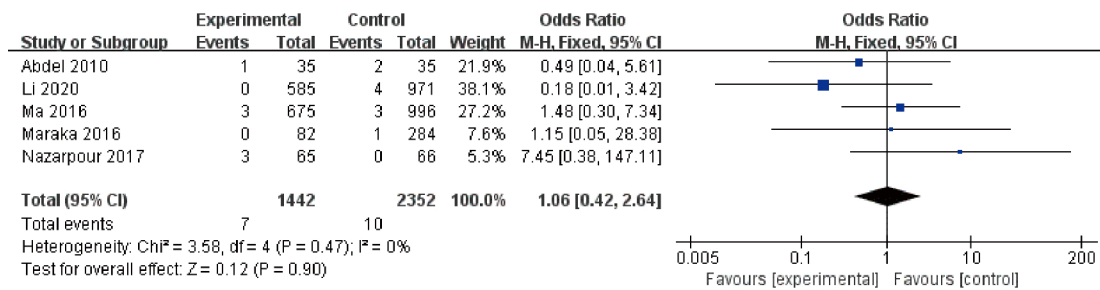 Experimental Control Odds Ratio Odds Ratio
Study or Subgroup Events Total Events Total Weight M-H, Fixed, 95% CI M-H, Fixed, 95% CI
Abdel 2010 1 35 2 35 21.9% 0.49 [0.04, 5.61]
Li 2020 0 585 4 971 38.1% 0.18 [0.01, 3.42]
Ma 2016 3 675 3 996 27.2% 1.48 [0.30, 7.34]
Maraka 2016 0 82 1 284 7.6% 1.15 [0.05, 28.38]
Nazarpour 2017 3 65 0 66 5.3% 7.45 [0.38, 147.11]
Total (95% CI) 1442 2352 100.0% 1.06 [0.42, 2.64]
Total events 7 10
Heterogeneity: Chi² = 3.58, df = 4 (P = 0.47); I² = 0%
Test for overall effect: Z = 0.12 (P = 0.90)
0.005 0.1 1 10 200
Favours [experimental] Favours [control]